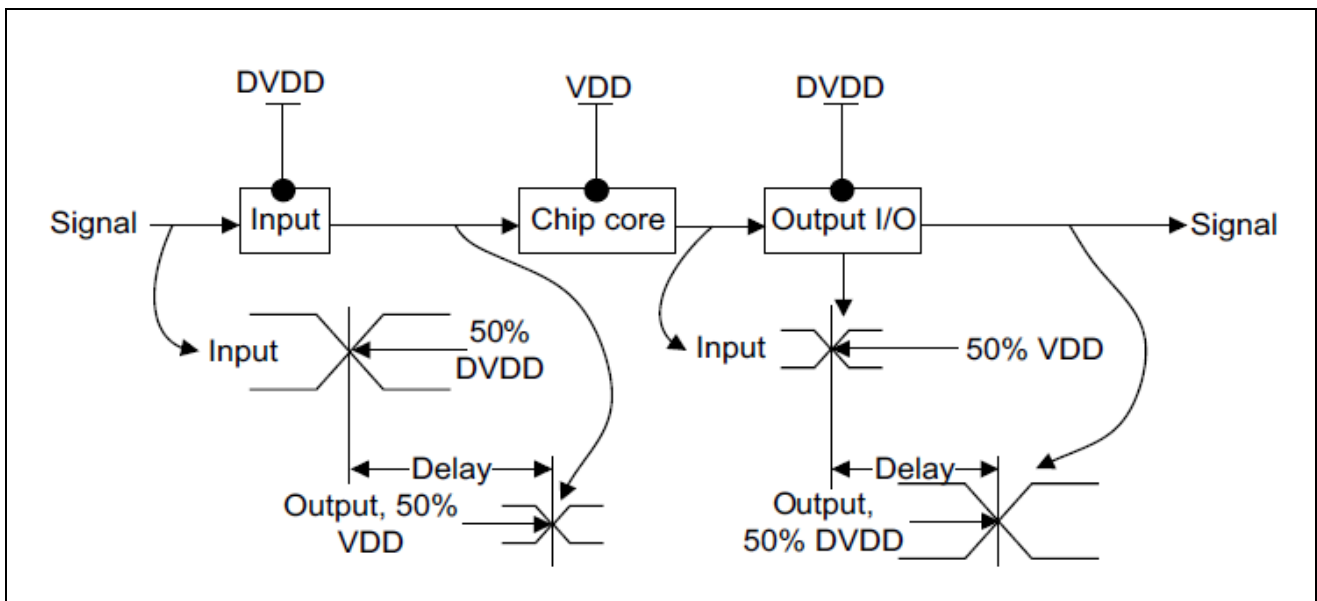 DVDD
VDD
DVDD
Signal
Input
Chip core
Output I/O
Signal
Input
50%
DVDD
Input
50% VDD
Delay
Output, 50%
VDD
Delay
Output,
50% DVDD